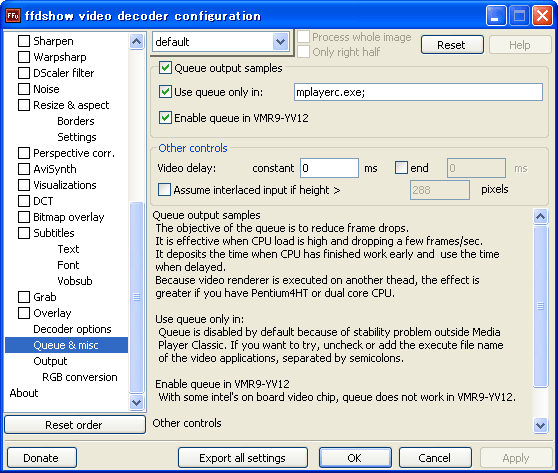 FFu ffdshow video decoder configuration
Sharpen
Warpsharp
DScaler filter
Noise
Resize & aspect
Borders
Settings
Perspective corr.
AviSynth
Visualizations
DCT
Bitmap overlay
Subtitles
Text
Font
Vobsub
Grab
Overlay
Decoder options
Queue & misc
Output
RGB conversion
About
Reset order
default
Process whole image
Only right half
Reset
Help
Queue output samples
Use queue only in: mplayerc.exe;
Enable queue in VMR9-YV12
Other controls
Video delay: constant 0 ms end 0 ms
Assume interlaced input if height > 288 pixels
Queue output samples
The objective of the queue is to reduce frame drops.
It is effective when CPU load is high and dropping a few frames/sec.
It deposits the time when CPU has finished work early and use the time
when delayed.
Because video renderer is executed on another thead, the effect is
greater if you have Pentium4HT or dual core CPU.
Use queue only in:
Queue is disabled by default because of stability problem outside Media
Player Classic. If you want to try, uncheck or add the execute file name
of the video applications, separated by semicolons.
Enable queue in VMR9-YV12
With some intel's on board video chip, queue does not work in VMR9-YV12.
Other controls
Donate
Export all settings
OK
Cancel
Apply